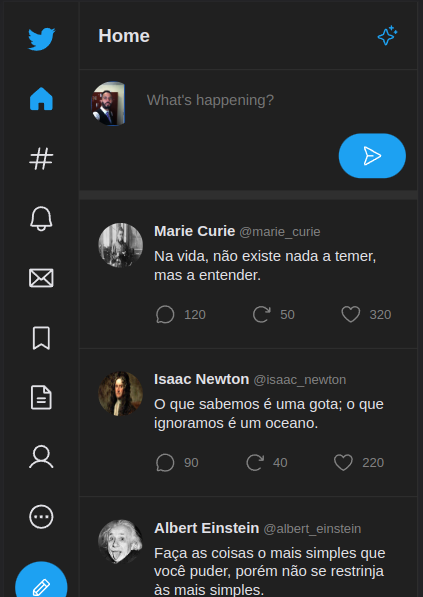 Home
What's happening?
Marie Curie @marie_curie
Na vida, não existe nada a temer,
mas a entender.
120 50 320
Isaac Newton @isaac_newton
O que sabemos é uma gota; o que
ignoramos é um oceano.
90 40 220
Albert Einstein @albert_einstein
Faça as coisas o mais simples que
você puder, porém não se restrinja
às mais simples.